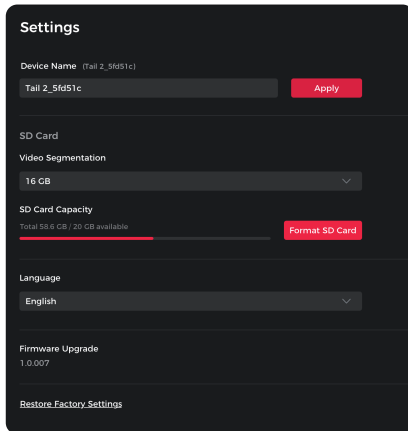 Settings
Device Name (Tail 2_5fd51c)
Tail 2_5fd51c
Apply
SD Card
Video Segmentation
16 GB
SD Card Capacity
Total 58.6 GB / 20 GB available
Format SD Card
Language
English
Firmware Upgrade
1.0.007
Restore Factory Settings